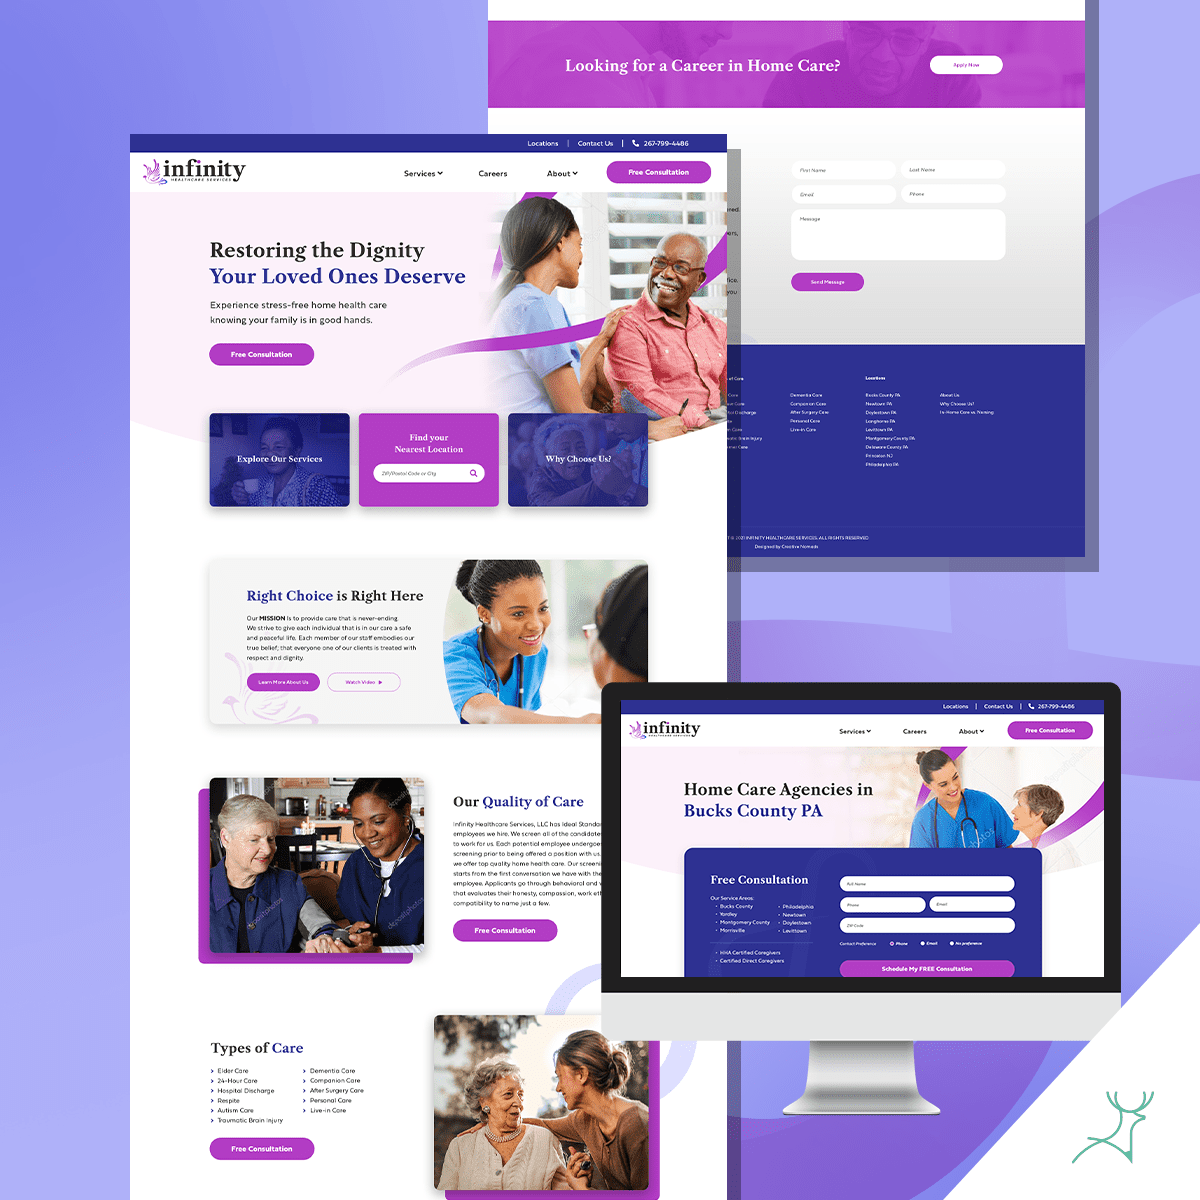 Looking for a Career in Home Care?
Apply Now
First Name
Last Name
Email
Phone
Message
Send Message
Locations | Contact Us | 267-799-4486
infinity
HEALTHCARE SERVICES
Services
Careers
About
Free Consultation
Restoring the Dignity
Your Loved Ones Deserve
Experience stress-free home health care
knowing your family is in good hands.
Free Consultation
Explore Our Services
Find your
Nearest Location
ZIP/Postal Code or City
Why Choose Us?
Right Choice is Right Here
Our MISSION is to provide care that is never-ending.
We strive to give each individual that is in our care a safe
and peaceful life. Each member of our staff embodies our
true belief; that everyone one of our clients is treated with
respect and dignity.
Learn More About Us
Watch Video
Our Quality of Care
Infinity Healthcare Services, LLC has Ideal Standa
employees we hire. We screen all of the candidate
to work for us. Each potential employee undergoe
screening prior to being offered a position with us.
we offer top quality home health care. Our screeni
starts from the first conversation we have with the
employee. Applicants go through behavioral and
that evaluates their honesty, compassion, work eth
compatibility to name just a few.
Free Consultation
Types of Care
Elder Care
24-Hour Care
Hospital Discharge
Respite
Autism Care
Traumatic Brain Injury
Dementia Care
Companion Care
After Surgery Care
Personal Care
Live-in Care
Free Consultation
of Care
Care
Discharge
Brain Injury
Dementia Care
Companion Care
After Surgery Care
Personal Care
Live-in Care
Locations
Bucks County PA
Newtown PA
Doylestown PA
Langhorne PA
Levittown PA
Montgomery County PA
Delaware County PA
Princeton NJ
Philadelphia PA
About Us
Why Choose Us?
In-Home Care vs. Nursing
© 2021 INFINITY HEALTHCARE SERVICES. ALL RIGHTS RESERVED
Designed by Creative Nomads
Locations | Contact Us | 267-799-4486
infinity
HEALTHCARE SERVICES
Services
Careers
About
Free Consultation
Home Care Agencies in
Bucks County PA
Free Consultation
Our Service Areas:
Bucks County
Yardley
Montgomery County
Morrisville
Philadelphia
Newtown
Doylestown
Levittown
HHA Certified Caregivers
Certified Direct Caregivers
Full Name
Phone
Email
ZIP Code
Contact Preference
Phone
Email
No preference
Schedule My FREE Consultation